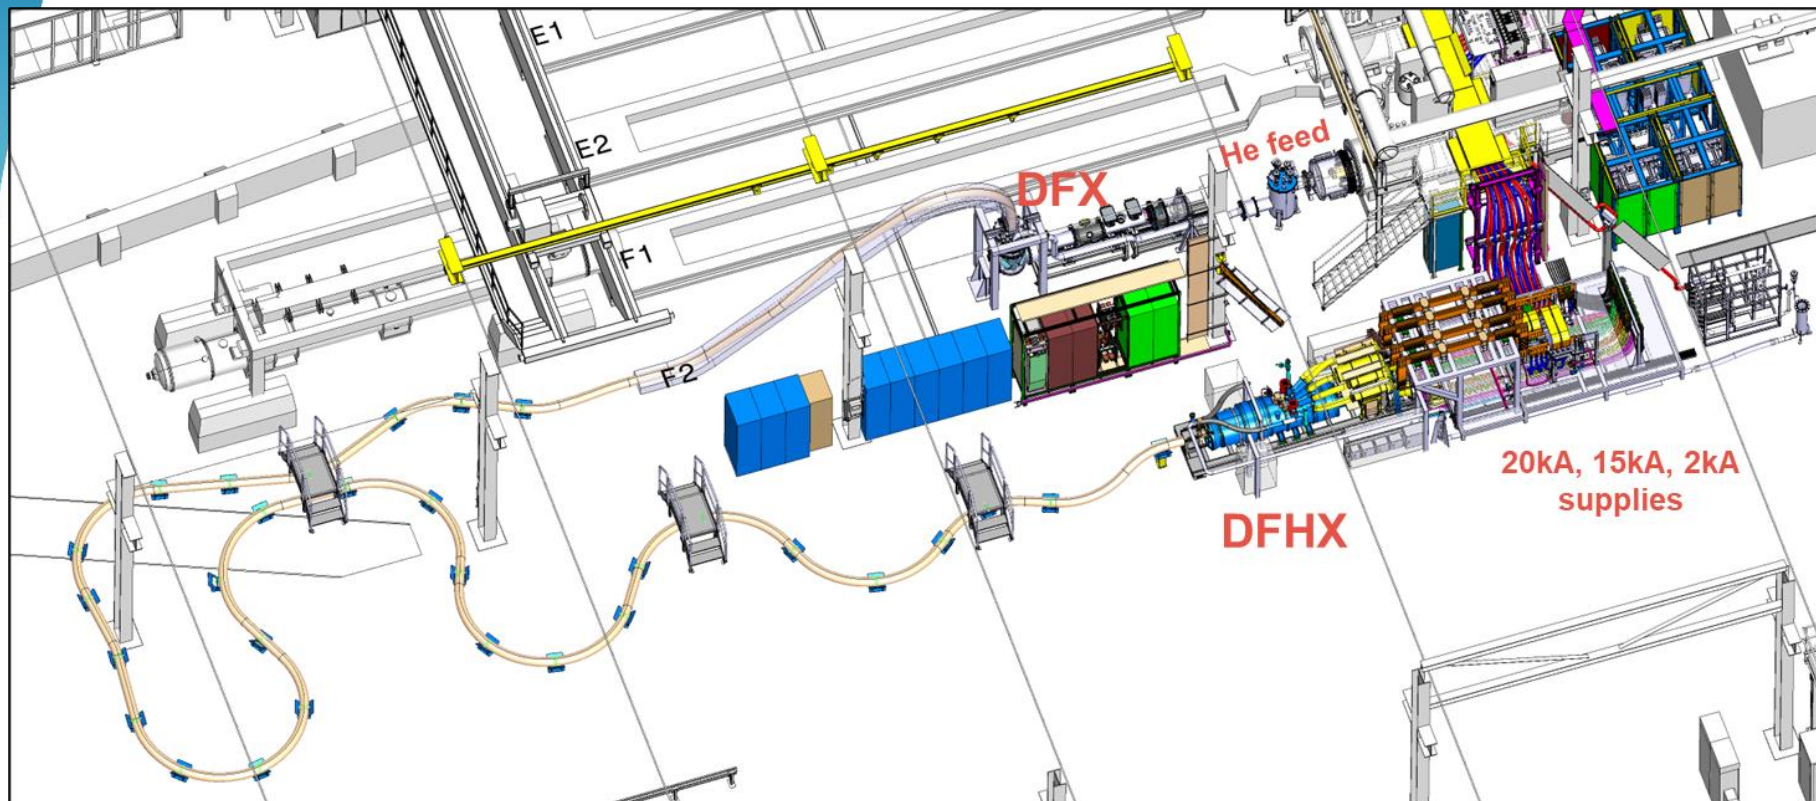 E1
E2
He feed
DFX
F1
F2
20kA, 15kA, 2kA
supplies
DFHX